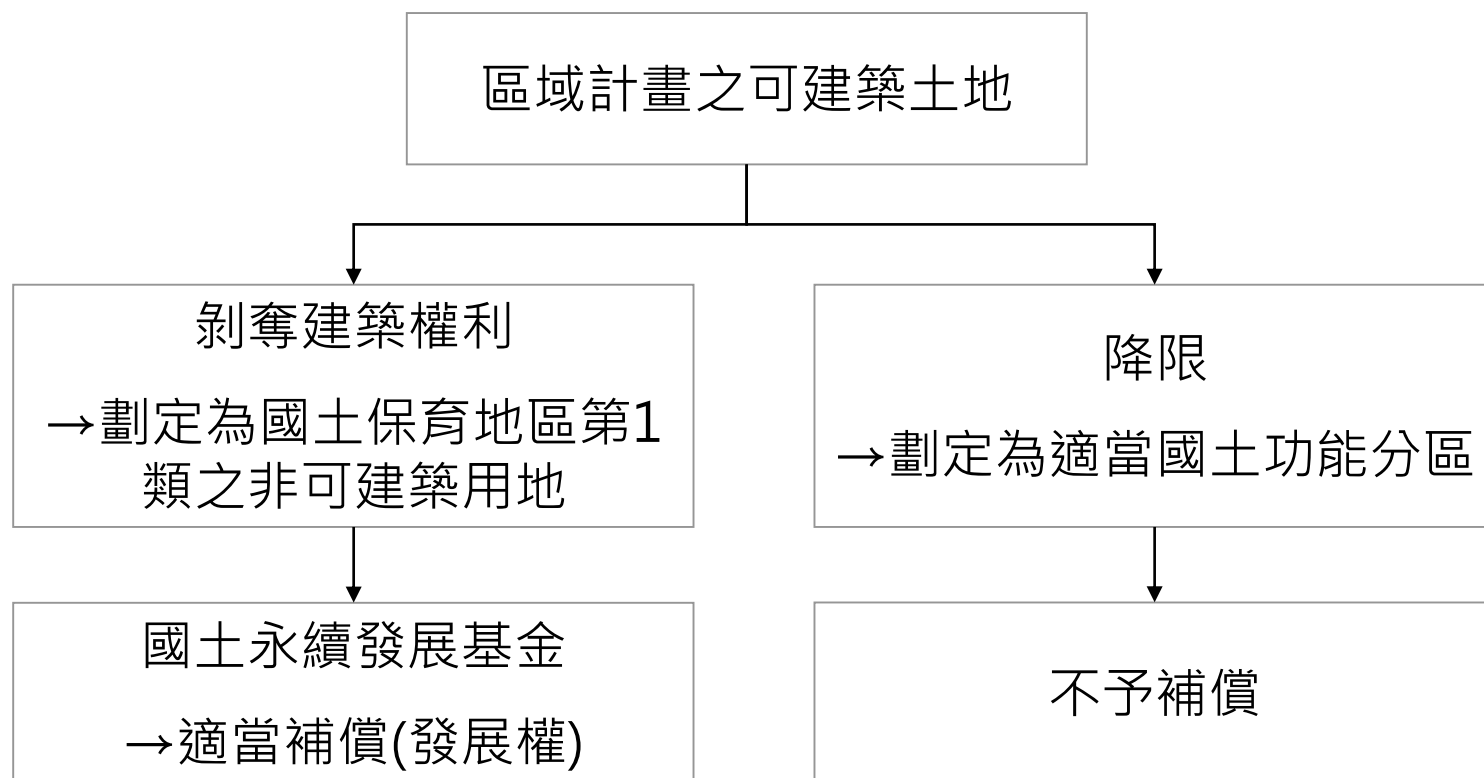 區域計畫之可建築土地
剝奪建築權利
→劃定為國土保育地區第1
類之非可建築用地
國土永續發展基金
→適當補償(發展權)
降限
→劃定為適當國土功能分區
不予補償